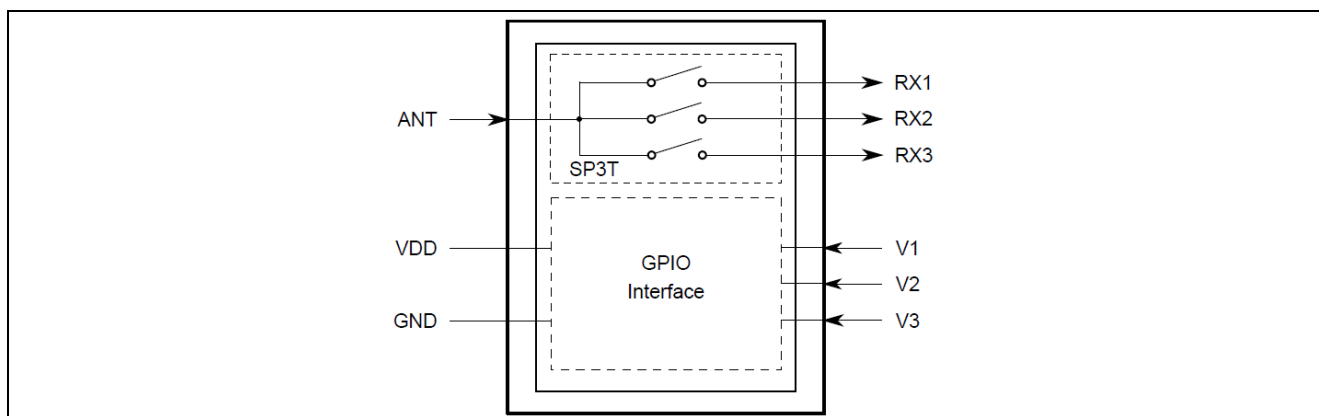 ANT
RX1
RX2
RX3
SP3T
VDD
GND
GPIO
Interface
V1
V2
V3